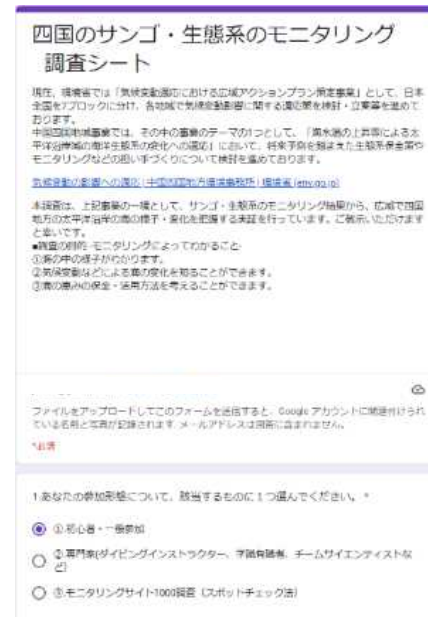 四国のサンゴ・生態系のモニタリング
調査シート
現在、環境省では「気候変動適応における広域アクションプラン策定事業」として、日本
全国を7ブロックに分け、各地域で気候変動影響に関する適応策を検討・立案等を進めて
おります。
中国四国地域事業では、その中の事業のテーマの1つとして、「海水温の上昇等による太
平洋沿岸域の海洋生態系の変化への適応」において、将来予測を踏まえた生態系保全策や
モニタリングなどの担い手づくりについて検討を進めております。
気候変動の影響への適応 | 中国四国地方環境事務所 | 環境省 (env.go.jp)
本調査は、上記事業の一環として、サンゴ・生態系のモニタリング結果から、広域で四国
地方の太平洋沿岸の海の様子・変化を把握する実証を行っています。ご教示いただけます
と幸いです。
■調査の目的-モニタリングによってわかること-
①海の中の様子がわかります。
②気候変動などによる海の変化を知ることができます。
③海の恵みの保全・活用方法を考えることができます。
ファイルをアップロードしてこのフォームを送信すると、Google アカウントに関連付けられ
ている名前と写真が記録されます メールアドレスは回答に含まれません。
*必須
1.あなたの参加形態について、該当するものに1つ選んでください。 *
①.初心者・一般参加
②.専門家(ダイビングインストラクター、学識有識者、チームサイエンティストな
ど)
③.モニタリングサイト1000調査（スポットチェック法）